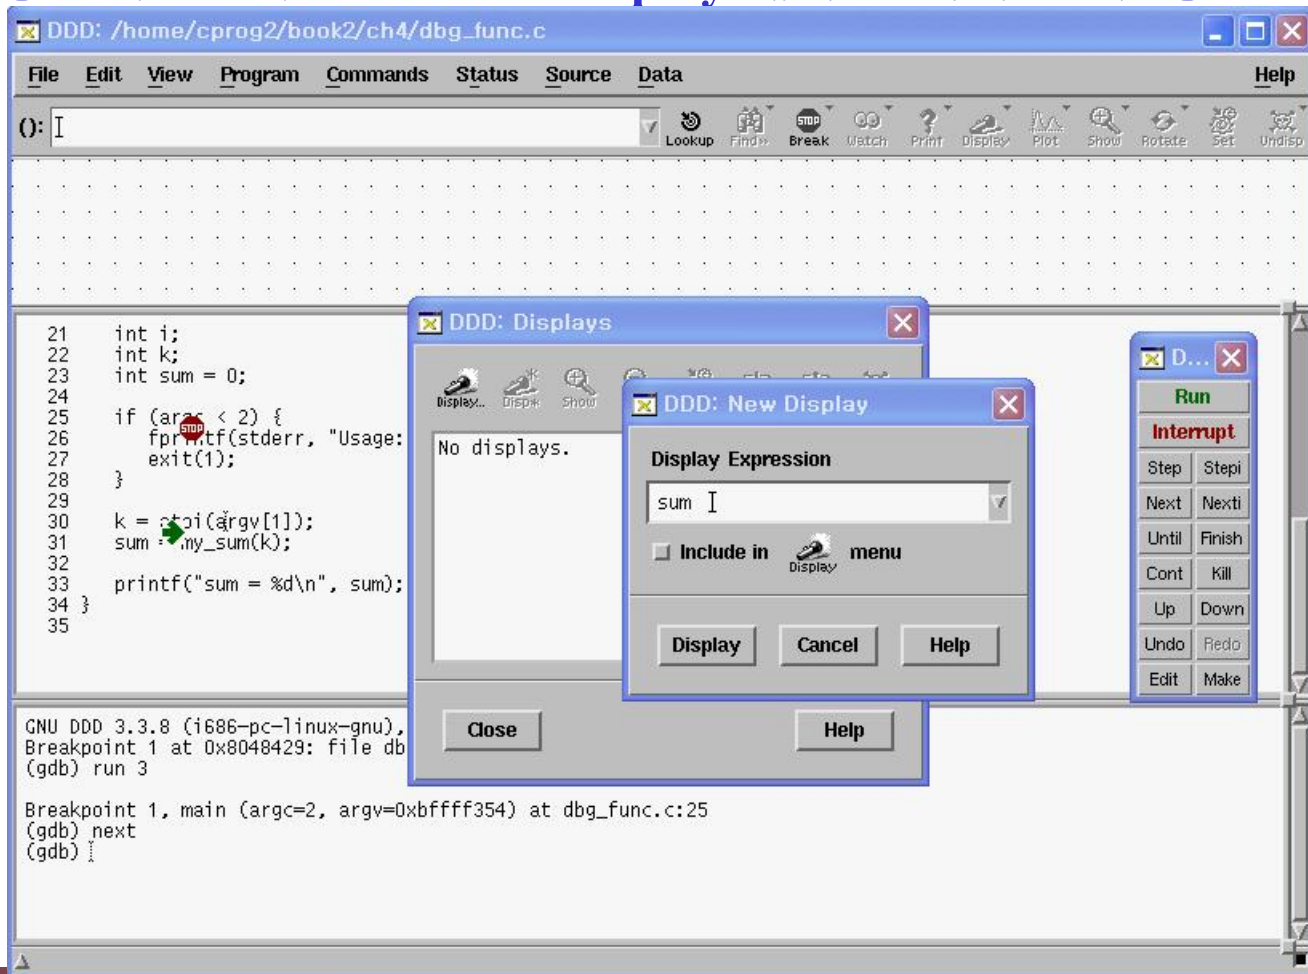 DDD: /home/cprog2/book2/ch4/dbg_func.c
File Edit View Program Commands Status Source Data Help
():
Lookup Find» Break Watch Print Display Plot Show Rotate Set Undisp
21 int i;
22 int k;
23 int sum = 0;
24
25 if (argc < 2) {
26 fprintf(stderr, "Usage:
27 exit(1);
28 }
29
30 k = atoi(argv[1]);
31 sum = my_sum(k);
32
33 printf("sum = %d\n", sum);
34 }
35
DDD: Displays
Display.. Disp* Show
No displays.
Close Help
DDD: New Display
Display Expression
sum
Include in Display menu
Display Cancel Help
D...
Run
Interrupt
Step Stepi
Next Nexti
Until Finish
Cont Kill
Up Down
Undo Redo
Edit Make
GNU DDD 3.3.8 (i686-pc-linux-gnu),
Breakpoint 1 at 0x8048429: file db
(gdb) run 3
Breakpoint 1, main (argc=2, argv=0xbffff354) at dbg_func.c:25
(gdb) next
(gdb)